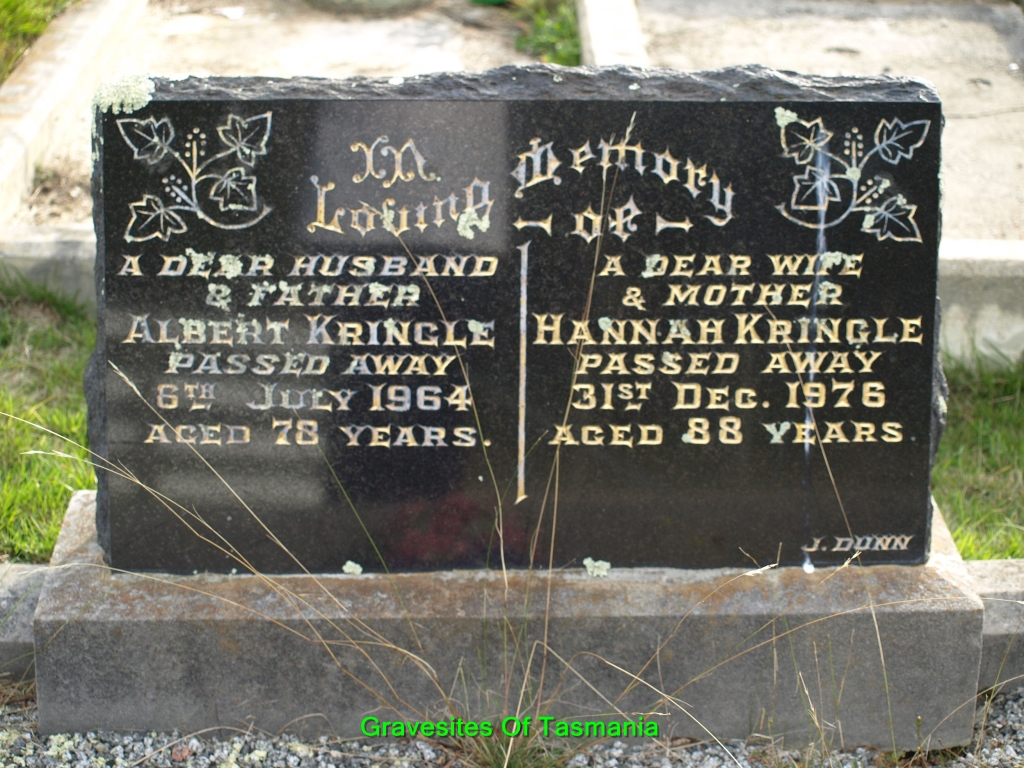 In
Loving
Memory
- of -
A DEAR HUSBAND
& FATHER
ALBERT KRINGLE
PASSED AWAY
6TH JULY 1964
AGED 78 YEARS.
A DEAR WIFE
& MOTHER
HANNAH KRINGLE
PASSED AWAY
31ST DEC. 1976
AGED 88 YEARS.
J. DUNN
Gravesites Of Tasmania